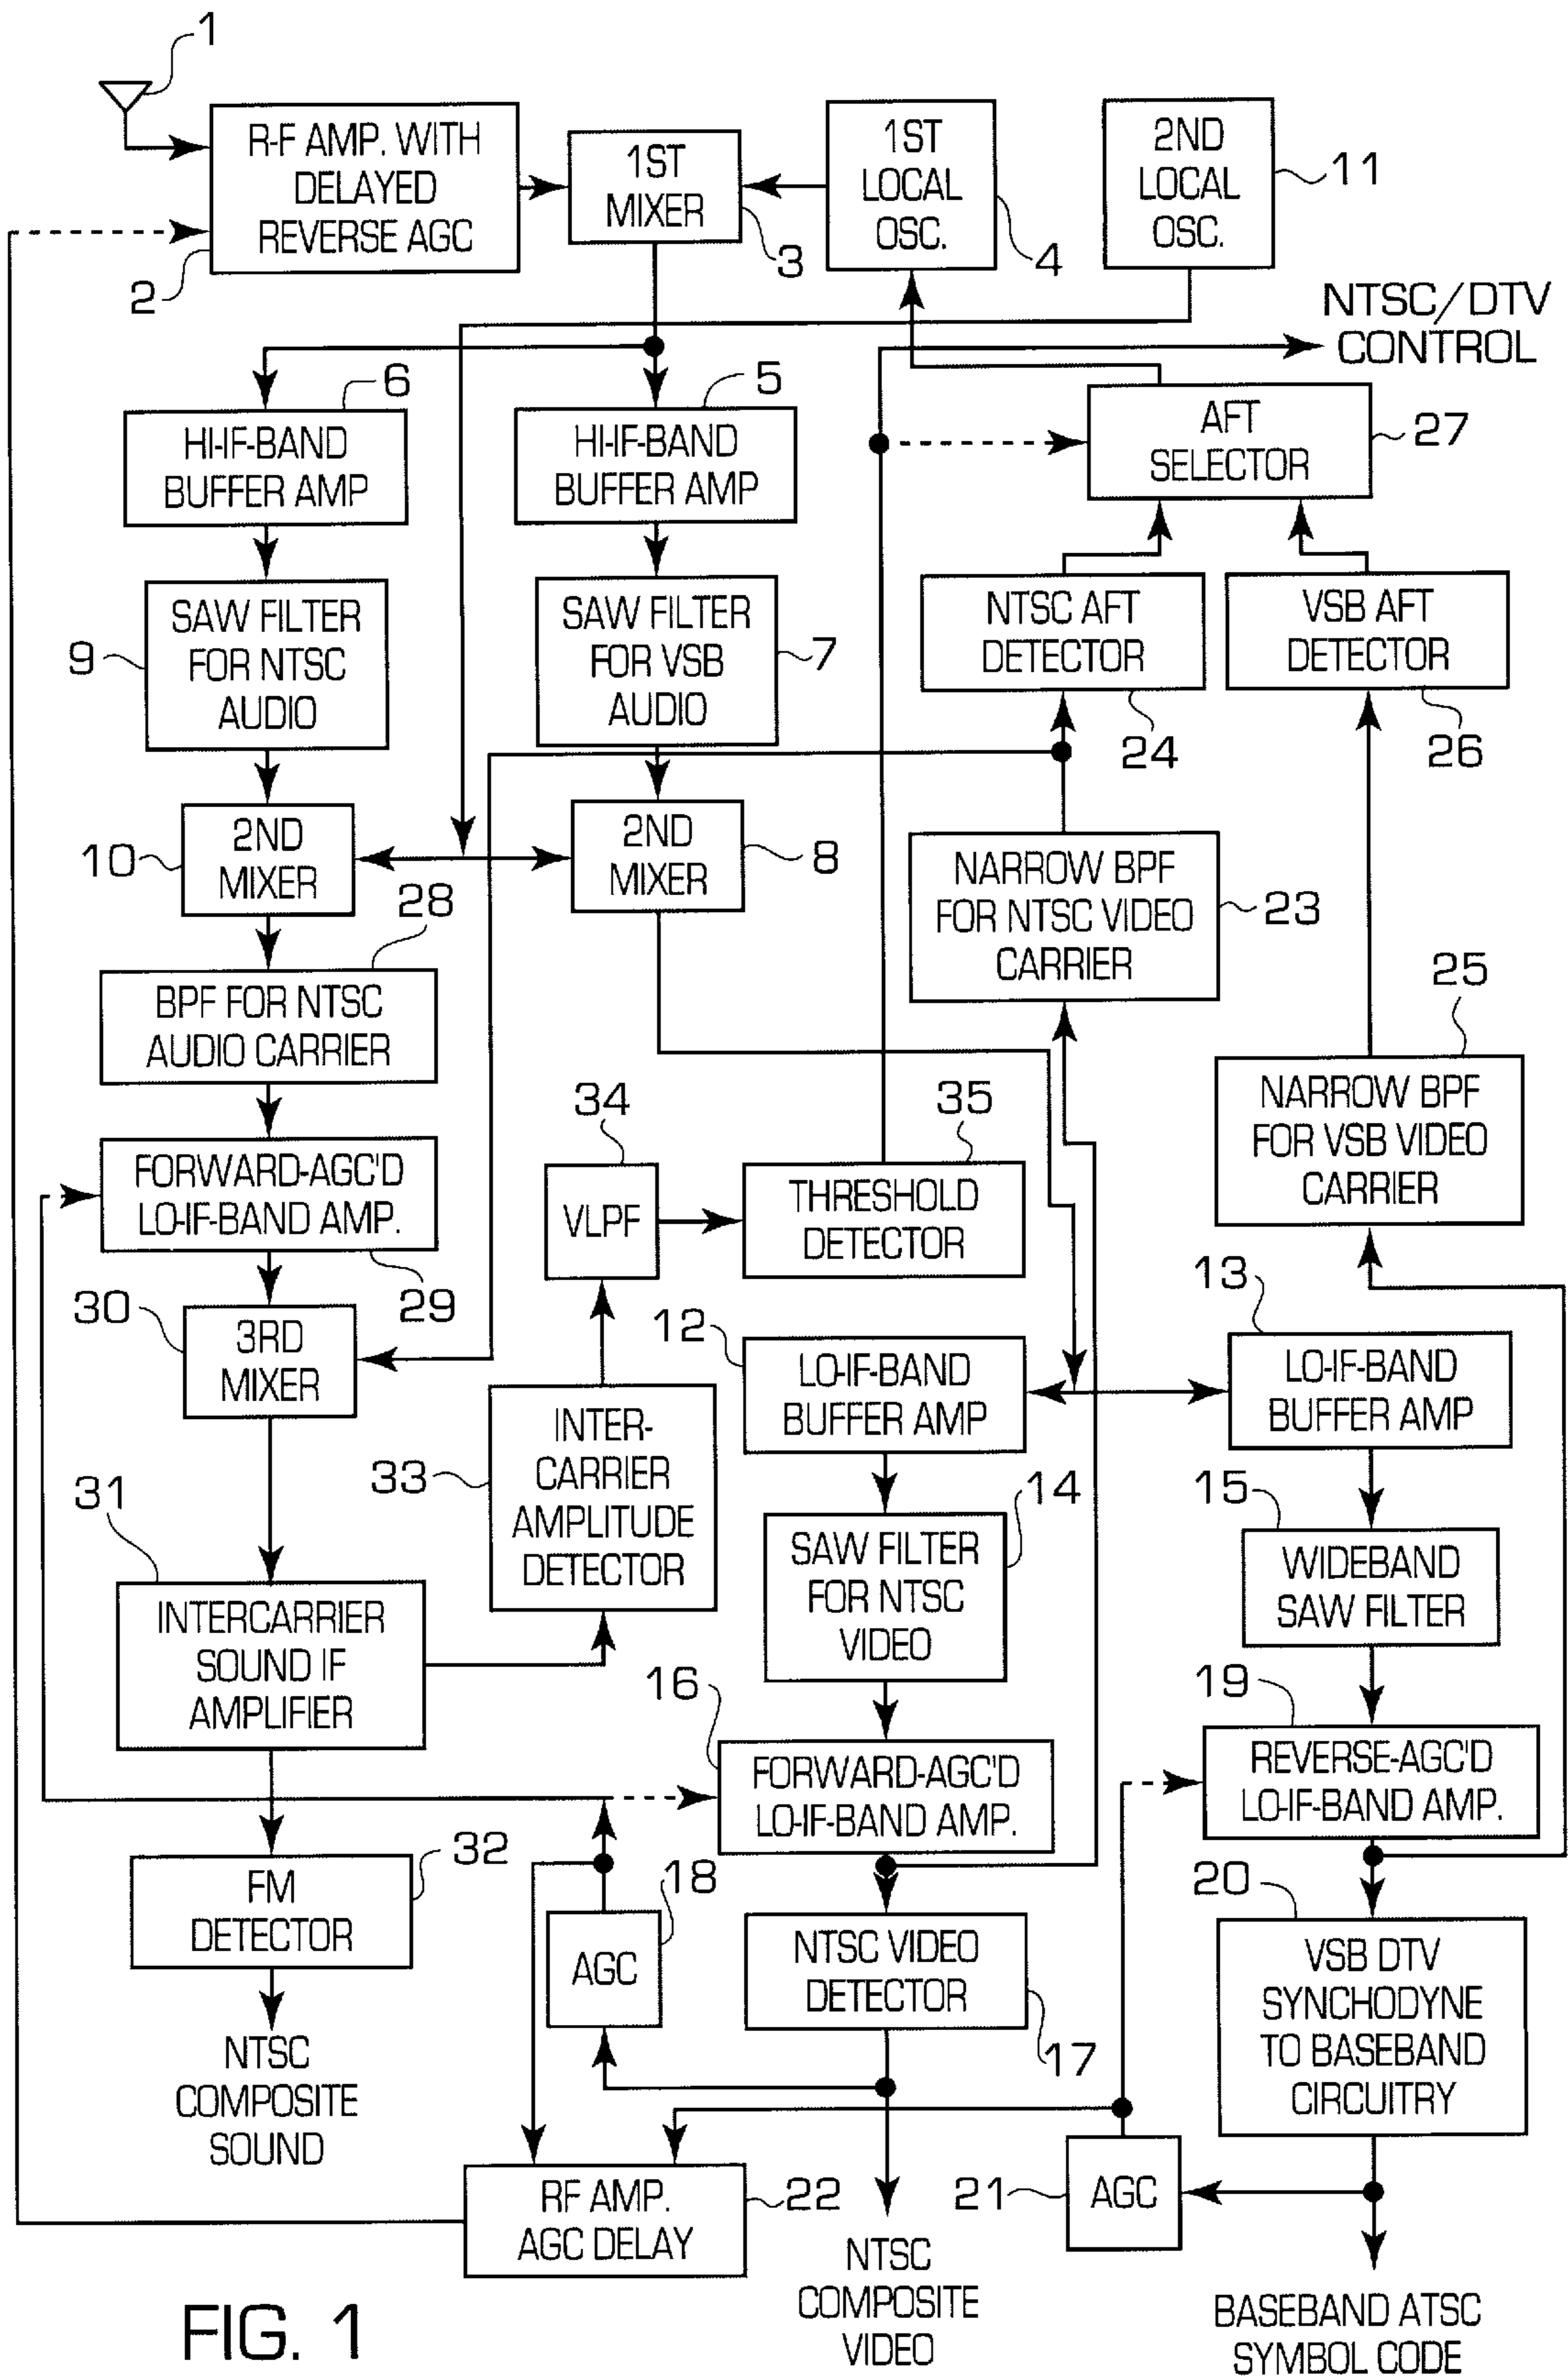 1
R-F AMP. WITH
DELAYED
REVERSE AGC
2
1ST
MIXER
3
1ST
LOCAL
OSC.
4
2ND
LOCAL
OSC.
11
NTSC/DTV
CONTROL
6
HI-IF-BAND
BUFFER AMP
5
HI-IF-BAND
BUFFER AMP
AFT
SELECTOR
27
9
SAW FILTER
FOR NTSC
AUDIO
SAW FILTER
FOR VSB
AUDIO
7
NTSC AFT
DETECTOR
24
VSB AFT
DETECTOR
26
10
2ND
MIXER
2ND
MIXER
8
NARROW BPF
FOR NTSC VIDEO
CARRIER
23
28
BPF FOR NTSC
AUDIO CARRIER
25
NARROW BPF
FOR VSB VIDEO
CARRIER
34
VLPF
35
THRESHOLD
DETECTOR
FORWARD-AGC'D
LO-IF-BAND AMP.
29
30
3RD
MIXER
12
LO-IF-BAND
BUFFER AMP
13
LO-IF-BAND
BUFFER AMP
33
INTER-
CARRIER
AMPLITUDE
DETECTOR
14
SAW FILTER
FOR NTSC
VIDEO
15
WIDEBAND
SAW FILTER
31
INTERCARRIER
SOUND IF
AMPLIFIER
16
FORWARD-AGC'D
LO-IF-BAND AMP.
19
REVERSE-AGC'D
LO-IF-BAND AMP.
32
FM
DETECTOR
18
AGC
NTSC VIDEO
DETECTOR
17
20
VSB DTV
SYNCHODYNE
TO BASEBAND
CIRCUITRY
NTSC
COMPOSITE
SOUND
RF AMP.
AGC DELAY
22
21
AGC
NTSC
COMPOSITE
VIDEO
BASEBAND ATSC
SYMBOL CODE
FIG. 1